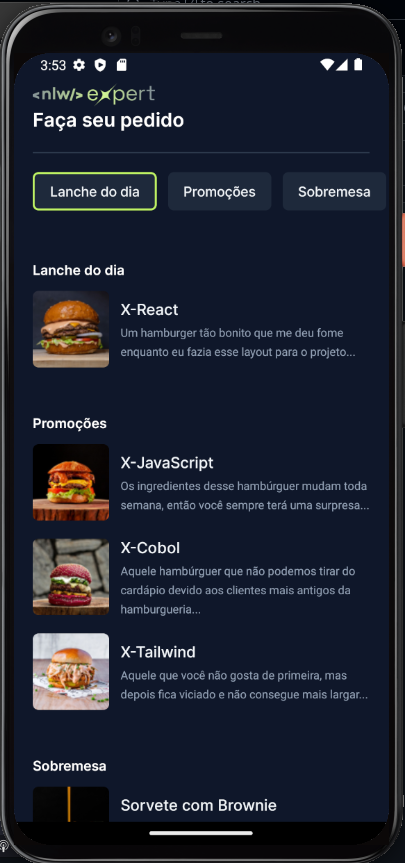 3:53
<nlw/> expert
Faça seu pedido
Lanche do dia
Promoções
Sobremesa
Lanche do dia
X-React
Um hamburger tão bonito que me deu fome
enquanto eu fazia esse layout para o projeto...
Promoções
X-JavaScript
Os ingredientes desse hambúrguer mudam toda
semana, então você sempre terá uma surpresa...
X-Cobol
Aquele hambúrguer que não podemos tirar do
cardápio devido aos clientes mais antigos da
hamburgueria...
X-Tailwind
Aquele que você não gosta de primeira, mas
depois fica viciado e não consegue mais largar...
Sobremesa
Sorvete com Brownie